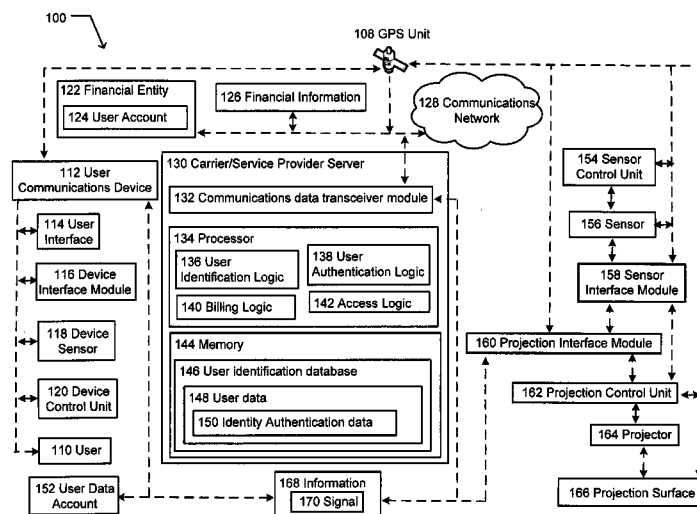 100
108 GPS Unit
122 Financial Entity
124 User Account
126 Financial Information
128 Communications
Network
112 User
Communications Device
114 User
Interface
116 Device
Interface Module
118 Device
Sensor
120 Device
Control Unit
110 User
152 User Data
Account
130 Carrier/Service Provider Server
132 Communications data transceiver module
134 Processor
136 User
Identification Logic
138 User
Authentication Logic
140 Billing Logic
142 Access Logic
144 Memory
146 User identification database
148 User data
150 Identity Authentication data
168 Information
170 Signal
154 Sensor
Control Unit
156 Sensor
158 Sensor
Interface Module
160 Projection Interface Module
162 Projection Control Unit
164 Projector
166 Projection Surface